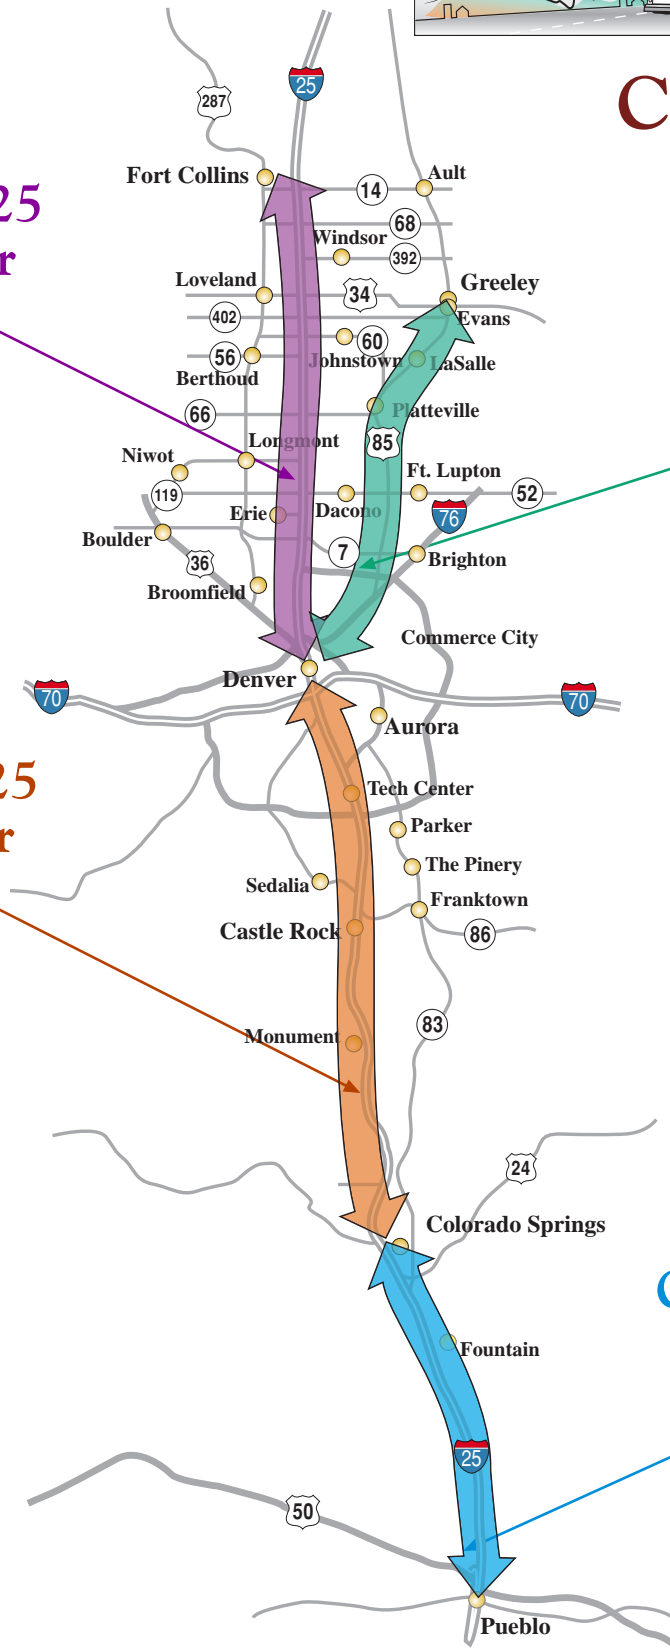 C
25
287
Fort Collins
Ault
14
25
68
Windsor
r
392
Loveland
34
Greeley
402
Evans
60
56
Johnstown
LaSalle
Berthoud
66
Platteville
Longmont
85
Niwot
Ft. Lupton
119
52
Erie
Dacono
76
Boulder
7
36
Brighton
Broomfield
Commerce City
Denver
70
70
Aurora
25
Tech Center
r
Parker
The Pinery
Sedalia
Franktown
Castle Rock
86
83
Monument
24
Colorado Springs
Fountain
25
50
Pueblo